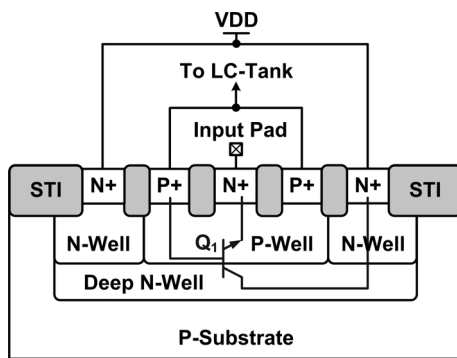 VDD
To LC-Tank
Input Pad
STI N+ P+ N+ P+ N+ STI
N-Well Q1 P-Well N-Well
Deep N-Well
P-Substrate